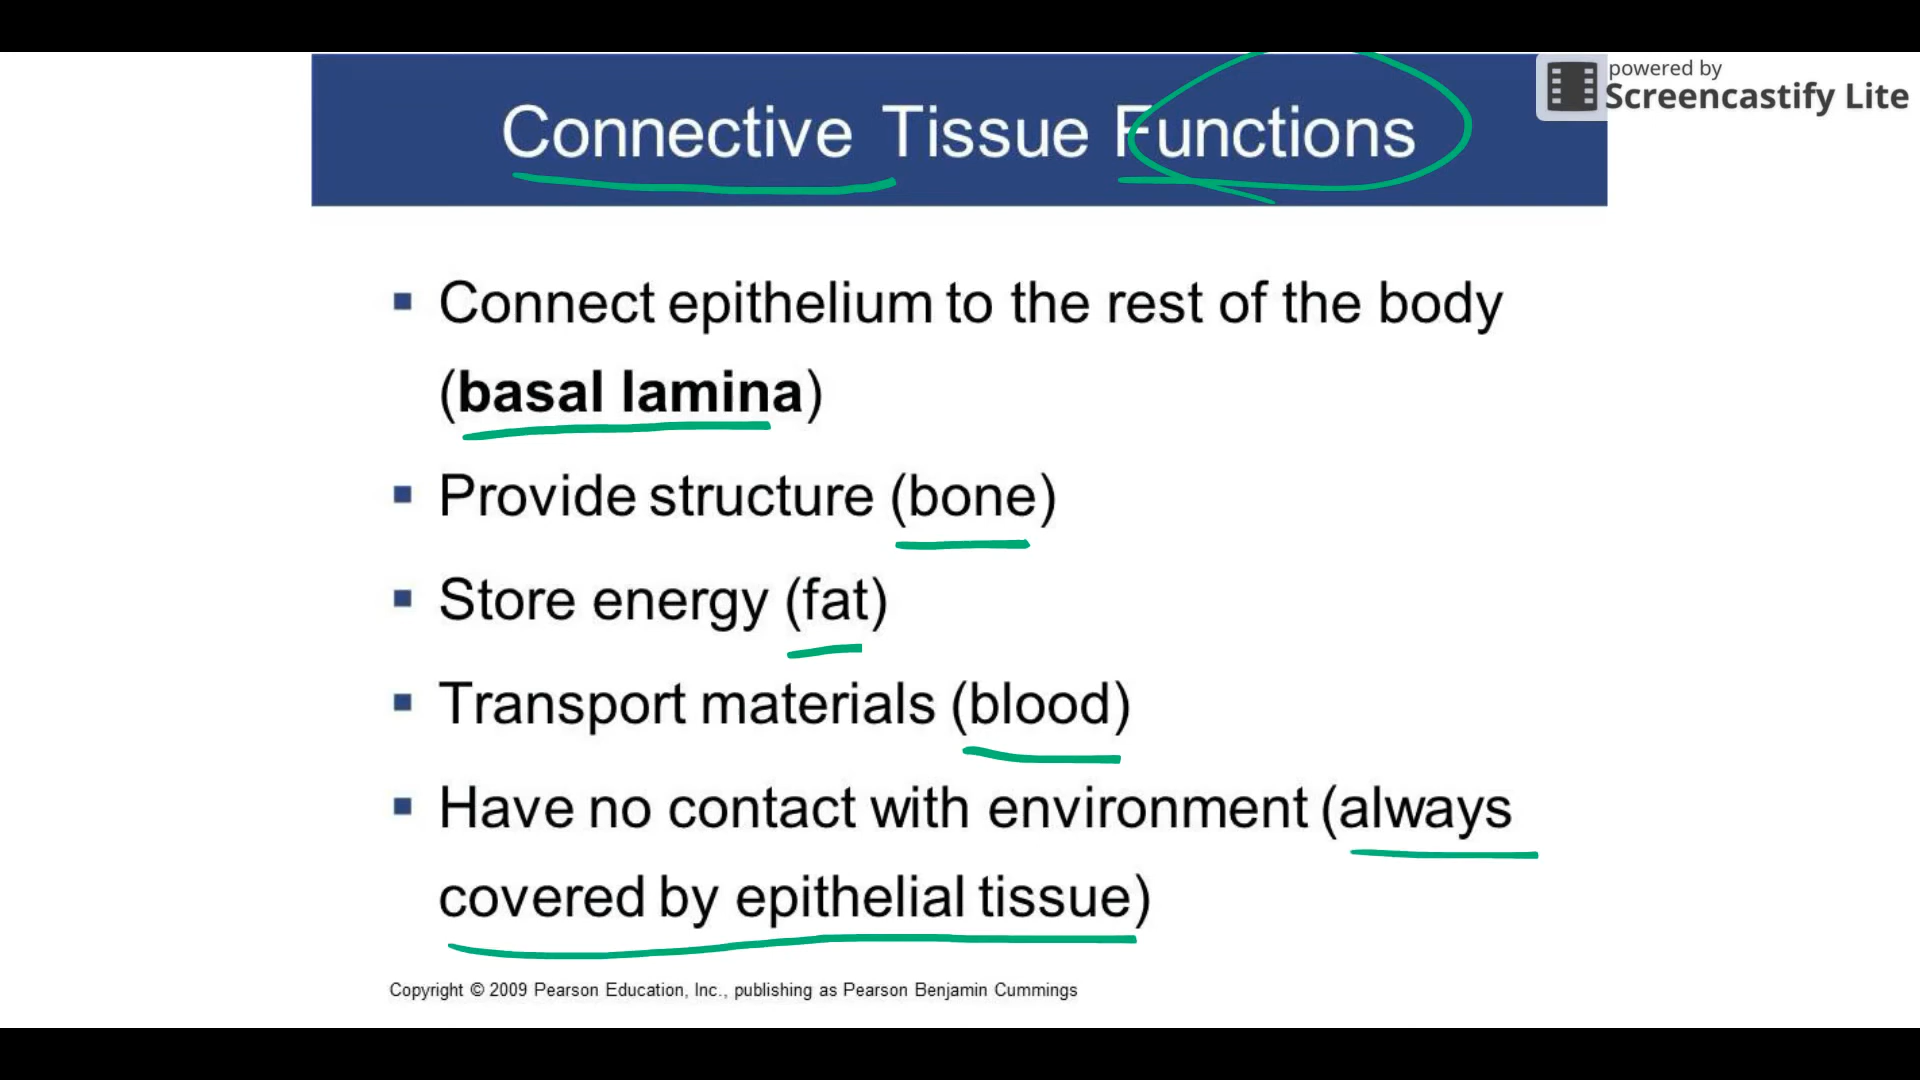 powered by
Screencastify Lite
Connective Tissue Functions
▪ Connect epithelium to the rest of the body
(basal lamina)
▪ Provide structure (bone)
▪ Store energy (fat)
▪ Transport materials (blood)
▪ Have no contact with environment (always
covered by epithelial tissue)
Copyright © 2009 Pearson Education, Inc., publishing as Pearson Benjamin Cummings